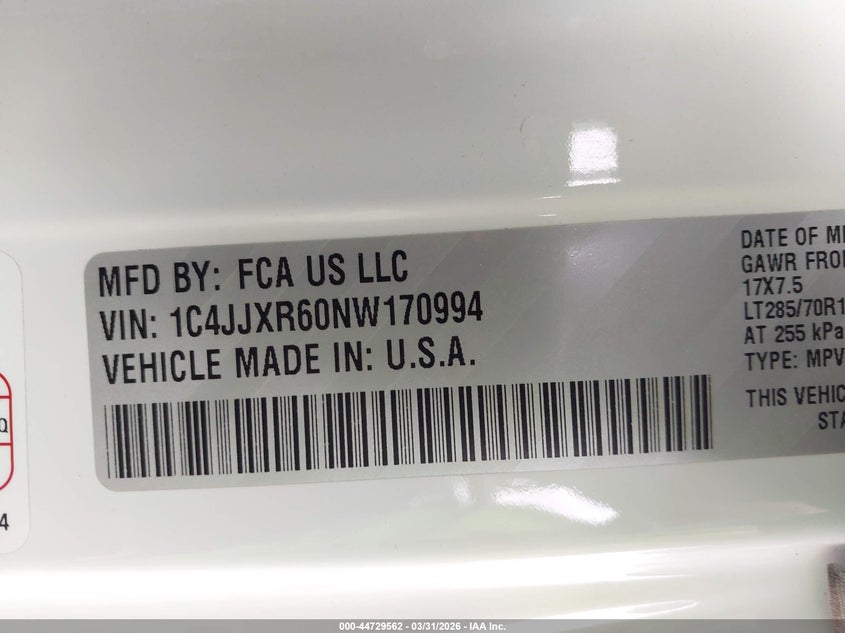 MFD BY: FCA US LLC
VIN: 1C4JJXR60NW170994
VEHICLE MADE IN: U.S.A.
DATE OF M
GAWR FRO
17X7.5
LT285/70R1
AT 255 kPa
TYPE: MPV
THIS VEHIC
STA
Q
4
000-44729562 - 03/31/2026 - IAA Inc.